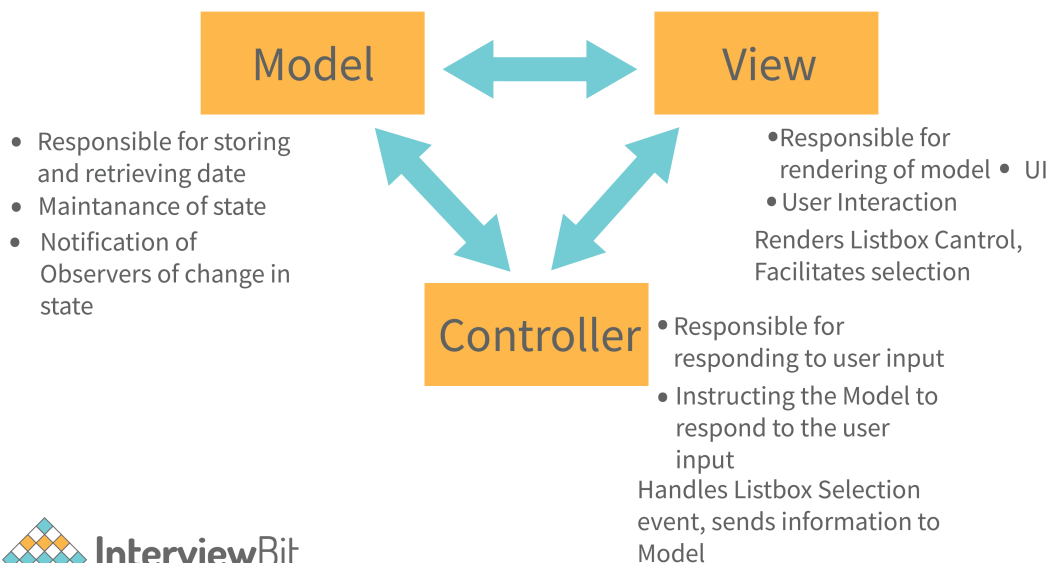 Model
View
• Responsible for storing
and retrieving date
• Maintanance of state
• Notification of
Observers of change in
state
•Responsible for
rendering of model • UI
•User Interaction
Renders Listbox Cantrol,
Facilitates selection
Controller
• Responsible for
responding to user input
• Instructing the Model to
respond to the user
input
Handles Listbox Selection
event, sends information to
Model
InterviewBit